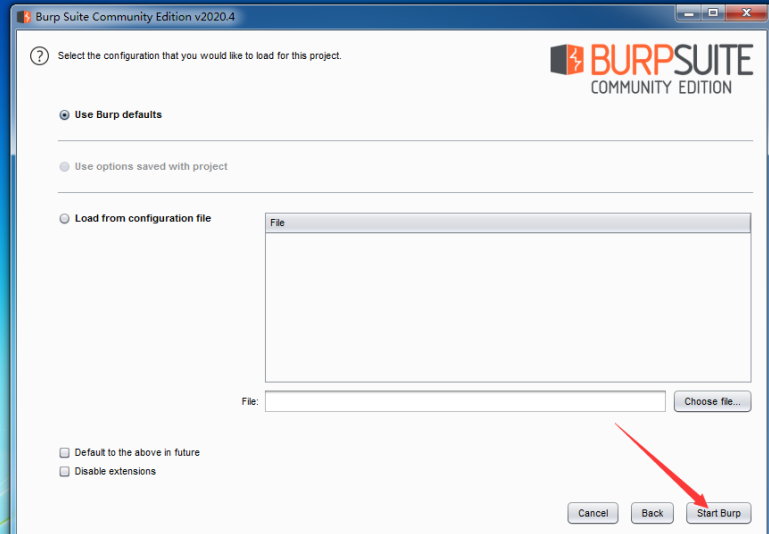 Burp Suite Community Edition v2020.4
? Select the configuration that you would like to load for this project.
BURPSUITE
COMMUNITY EDITION
Use Burp defaults
Use options saved with project
Load from configuration file
File
File:
Choose file...
Default to the above in future
Disable extensions
Cancel Back Start Burp